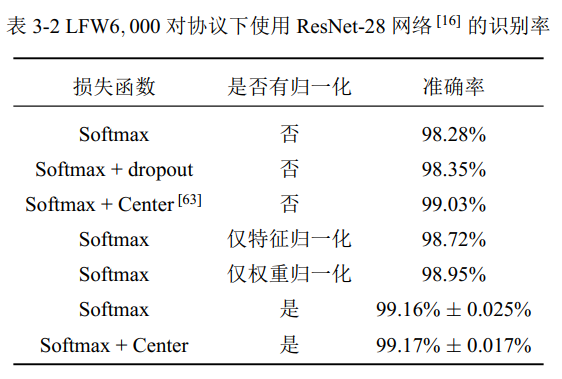 表 3-2 LFW6,000 对协议下使用 ResNet-28 网络[16] 的识别率
损失函数 是否有归一化 准确率
Softmax 否 98.28%
Softmax + dropout 否 98.35%
Softmax + Center[63] 否 99.03%
Softmax 仅特征归一化 98.72%
Softmax 仅权重归一化 98.95%
Softmax 是 99.16% ± 0.025%
Softmax + Center 是 99.17% ± 0.017%